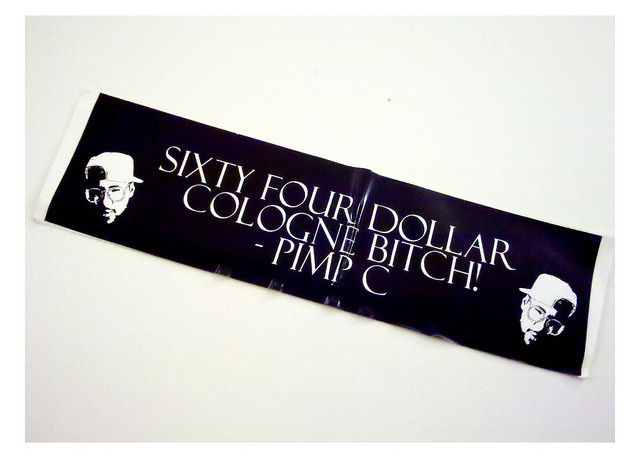 SIXTY FOUR DOLLAR
COLOGNE BITCH!
- PIMP C